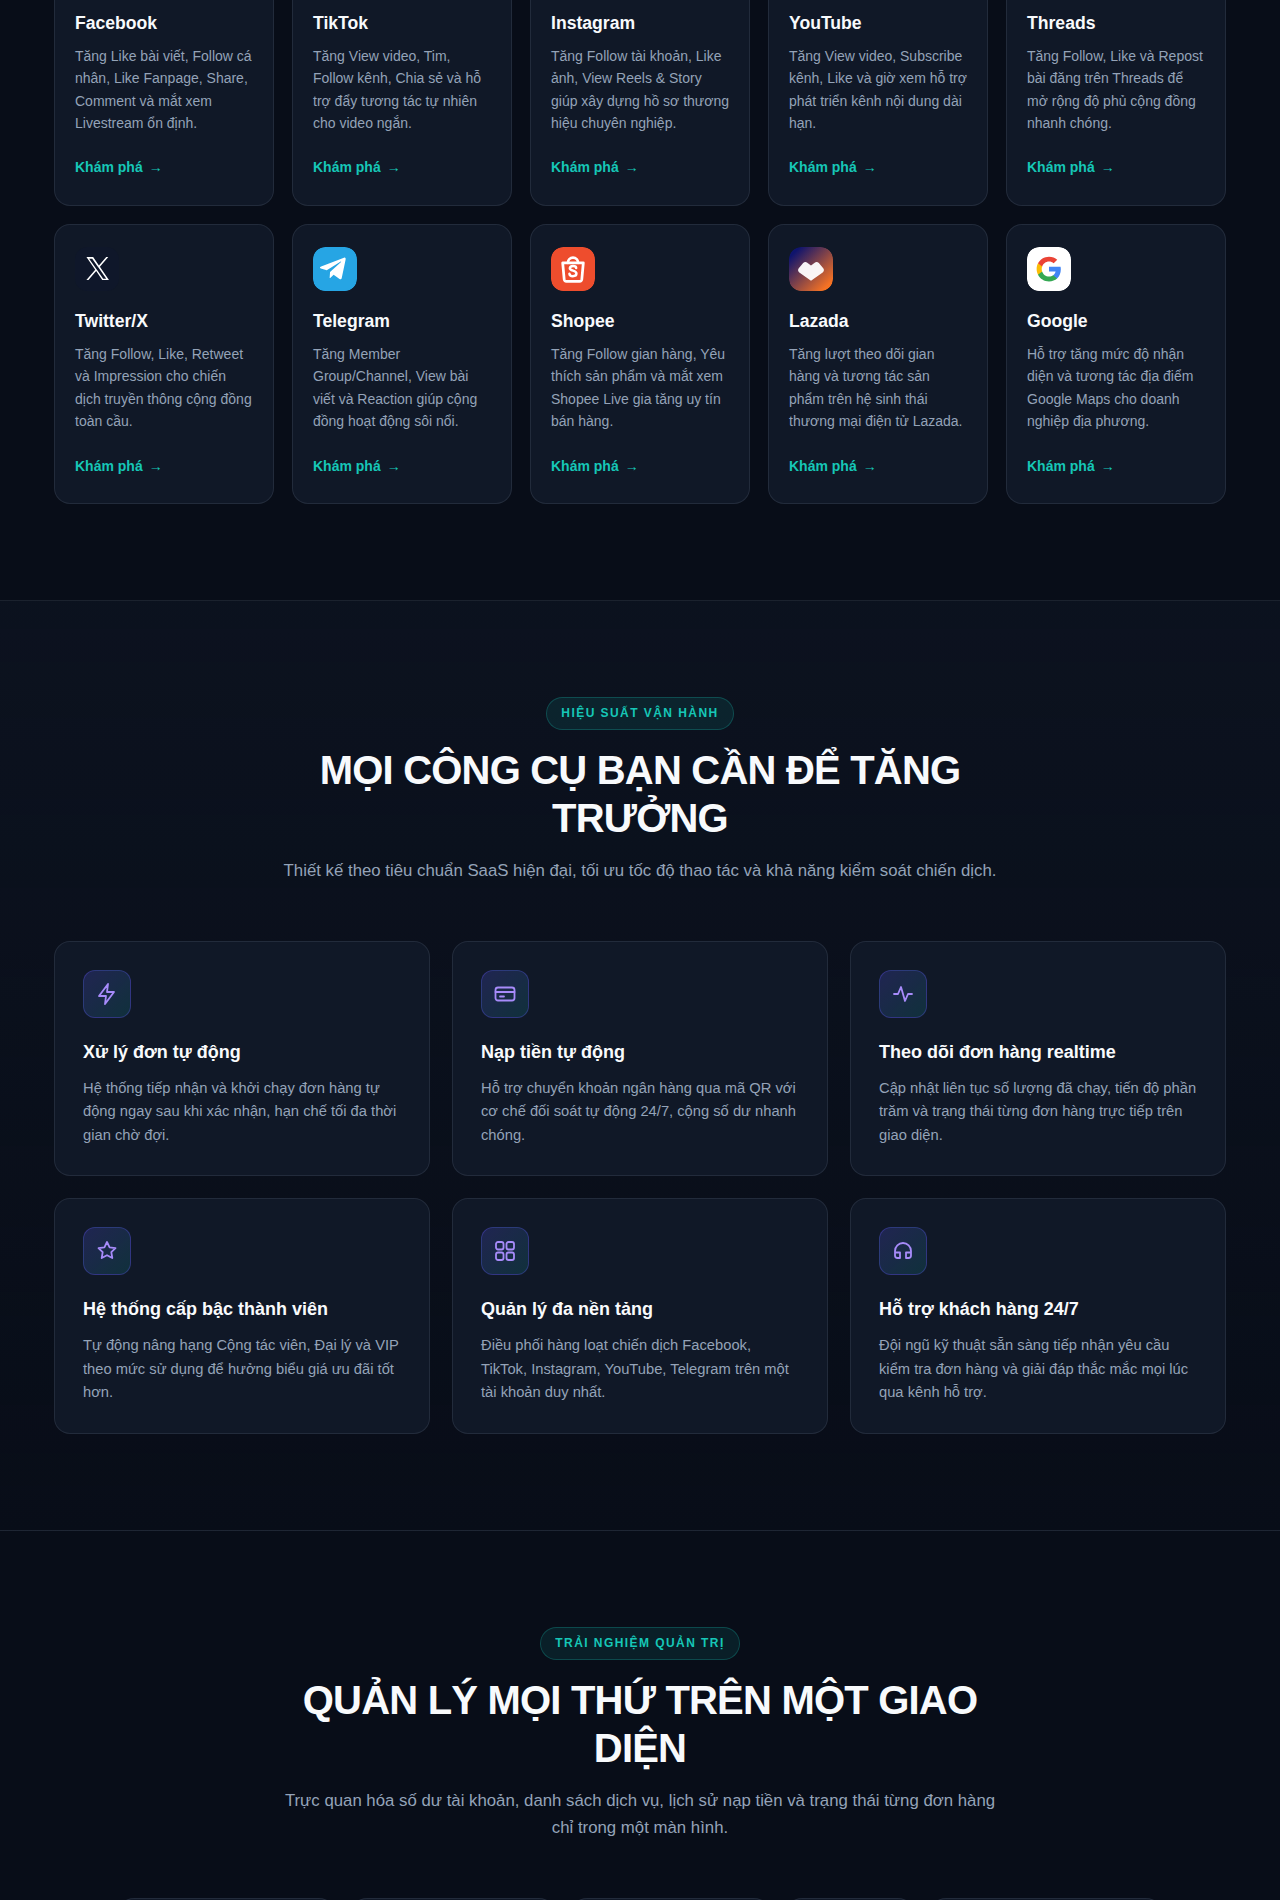 Facebook
Tăng Like bài viết, Follow cá
nhân, Like Fanpage, Share,
Comment và mắt xem
Livestream ổn định.
Khám phá →
TikTok
Tăng View video, Tim,
Follow kênh, Chia sẻ và hỗ
trợ đẩy tương tác tự nhiên
cho video ngắn.
Khám phá →
Instagram
Tăng Follow tài khoản, Like
ảnh, View Reels & Story
giúp xây dựng hồ sơ thương
hiệu chuyên nghiệp.
Khám phá →
YouTube
Tăng View video, Subscribe
kênh, Like và giờ xem hỗ trợ
phát triển kênh nội dung dài
hạn.
Khám phá →
Threads
Tăng Follow, Like và Repost
bài đăng trên Threads để
mở rộng độ phủ cộng đồng
nhanh chóng.
Khám phá →
Twitter/X
Tăng Follow, Like, Retweet
và Impression cho chiến
dịch truyền thông cộng đồng
toàn cầu.
Khám phá →
Telegram
Tăng Member
Group/Channel, View bài
viết và Reaction giúp cộng
đồng hoạt động sôi nổi.
Khám phá →
Shopee
Tăng Follow gian hàng, Yêu
thích sản phẩm và mắt xem
Shopee Live gia tăng uy tín
bán hàng.
Khám phá →
Lazada
Tăng lượt theo dõi gian
hàng và tương tác sản
phẩm trên hệ sinh thái
thương mại điện tử Lazada.
Khám phá →
Google
Hỗ trợ tăng mức độ nhận
diện và tương tác địa điểm
Google Maps cho doanh
nghiệp địa phương.
Khám phá →
HIỆU SUẤT VẬN HÀNH
MỌI CÔNG CỤ BẠN CẦN ĐỂ TĂNG
TRƯỞNG
Thiết kế theo tiêu chuẩn SaaS hiện đại, tối ưu tốc độ thao tác và khả năng kiểm soát chiến dịch.
Xử lý đơn tự động
Hệ thống tiếp nhận và khởi chạy đơn hàng tự
động ngay sau khi xác nhận, hạn chế tối đa thời
gian chờ đợi.
Nạp tiền tự động
Hỗ trợ chuyển khoản ngân hàng qua mã QR với
cơ chế đối soát tự động 24/7, cộng số dư nhanh
chóng.
Theo dõi đơn hàng realtime
Cập nhật liên tục số lượng đã chạy, tiến độ phần
trăm và trạng thái từng đơn hàng trực tiếp trên
giao diện.
Hệ thống cấp bậc thành viên
Tự động nâng hạng Cộng tác viên, Đại lý và VIP
theo mức sử dụng để hưởng biểu giá ưu đãi tốt
hơn.
Quản lý đa nền tảng
Điều phối hàng loạt chiến dịch Facebook,
TikTok, Instagram, YouTube, Telegram trên một
tài khoản duy nhất.
Hỗ trợ khách hàng 24/7
Đội ngũ kỹ thuật sẵn sàng tiếp nhận yêu cầu
kiểm tra đơn hàng và giải đáp thắc mắc mọi lúc
qua kênh hỗ trợ.
TRẢI NGHIỆM QUẢN TRỊ
QUẢN LÝ MỌI THỨ TRÊN MỘT GIAO
DIỆN
Trực quan hóa số dư tài khoản, danh sách dịch vụ, lịch sử nạp tiền và trạng thái từng đơn hàng
chỉ trong một màn hình.